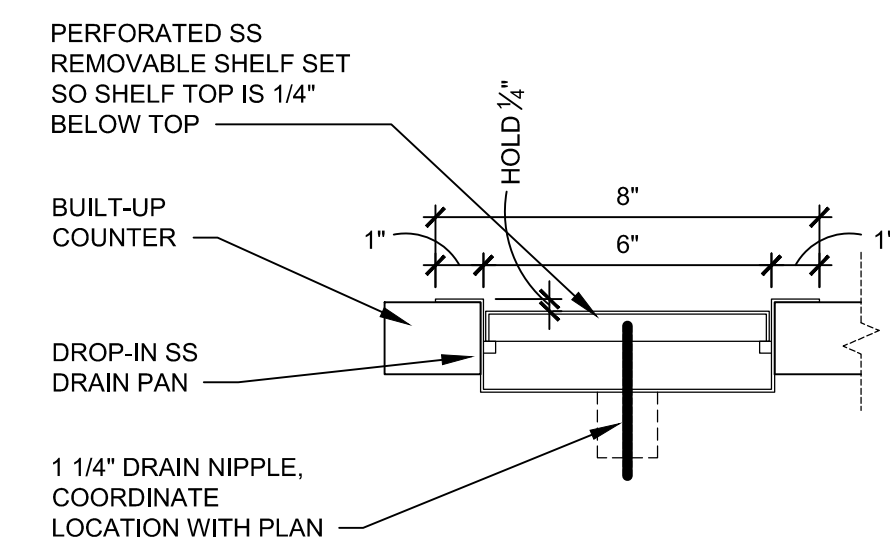 PERFORATED SS
REMOVABLE SHELF SET
SO SHELF TOP IS 1/4"
BELOW TOP
HOLD ¼"
8"
BUILT-UP
COUNTER
1"
6"
1"
DROP-IN SS
DRAIN PAN
1 1/4" DRAIN NIPPLE,
COORDINATE
LOCATION WITH PLAN